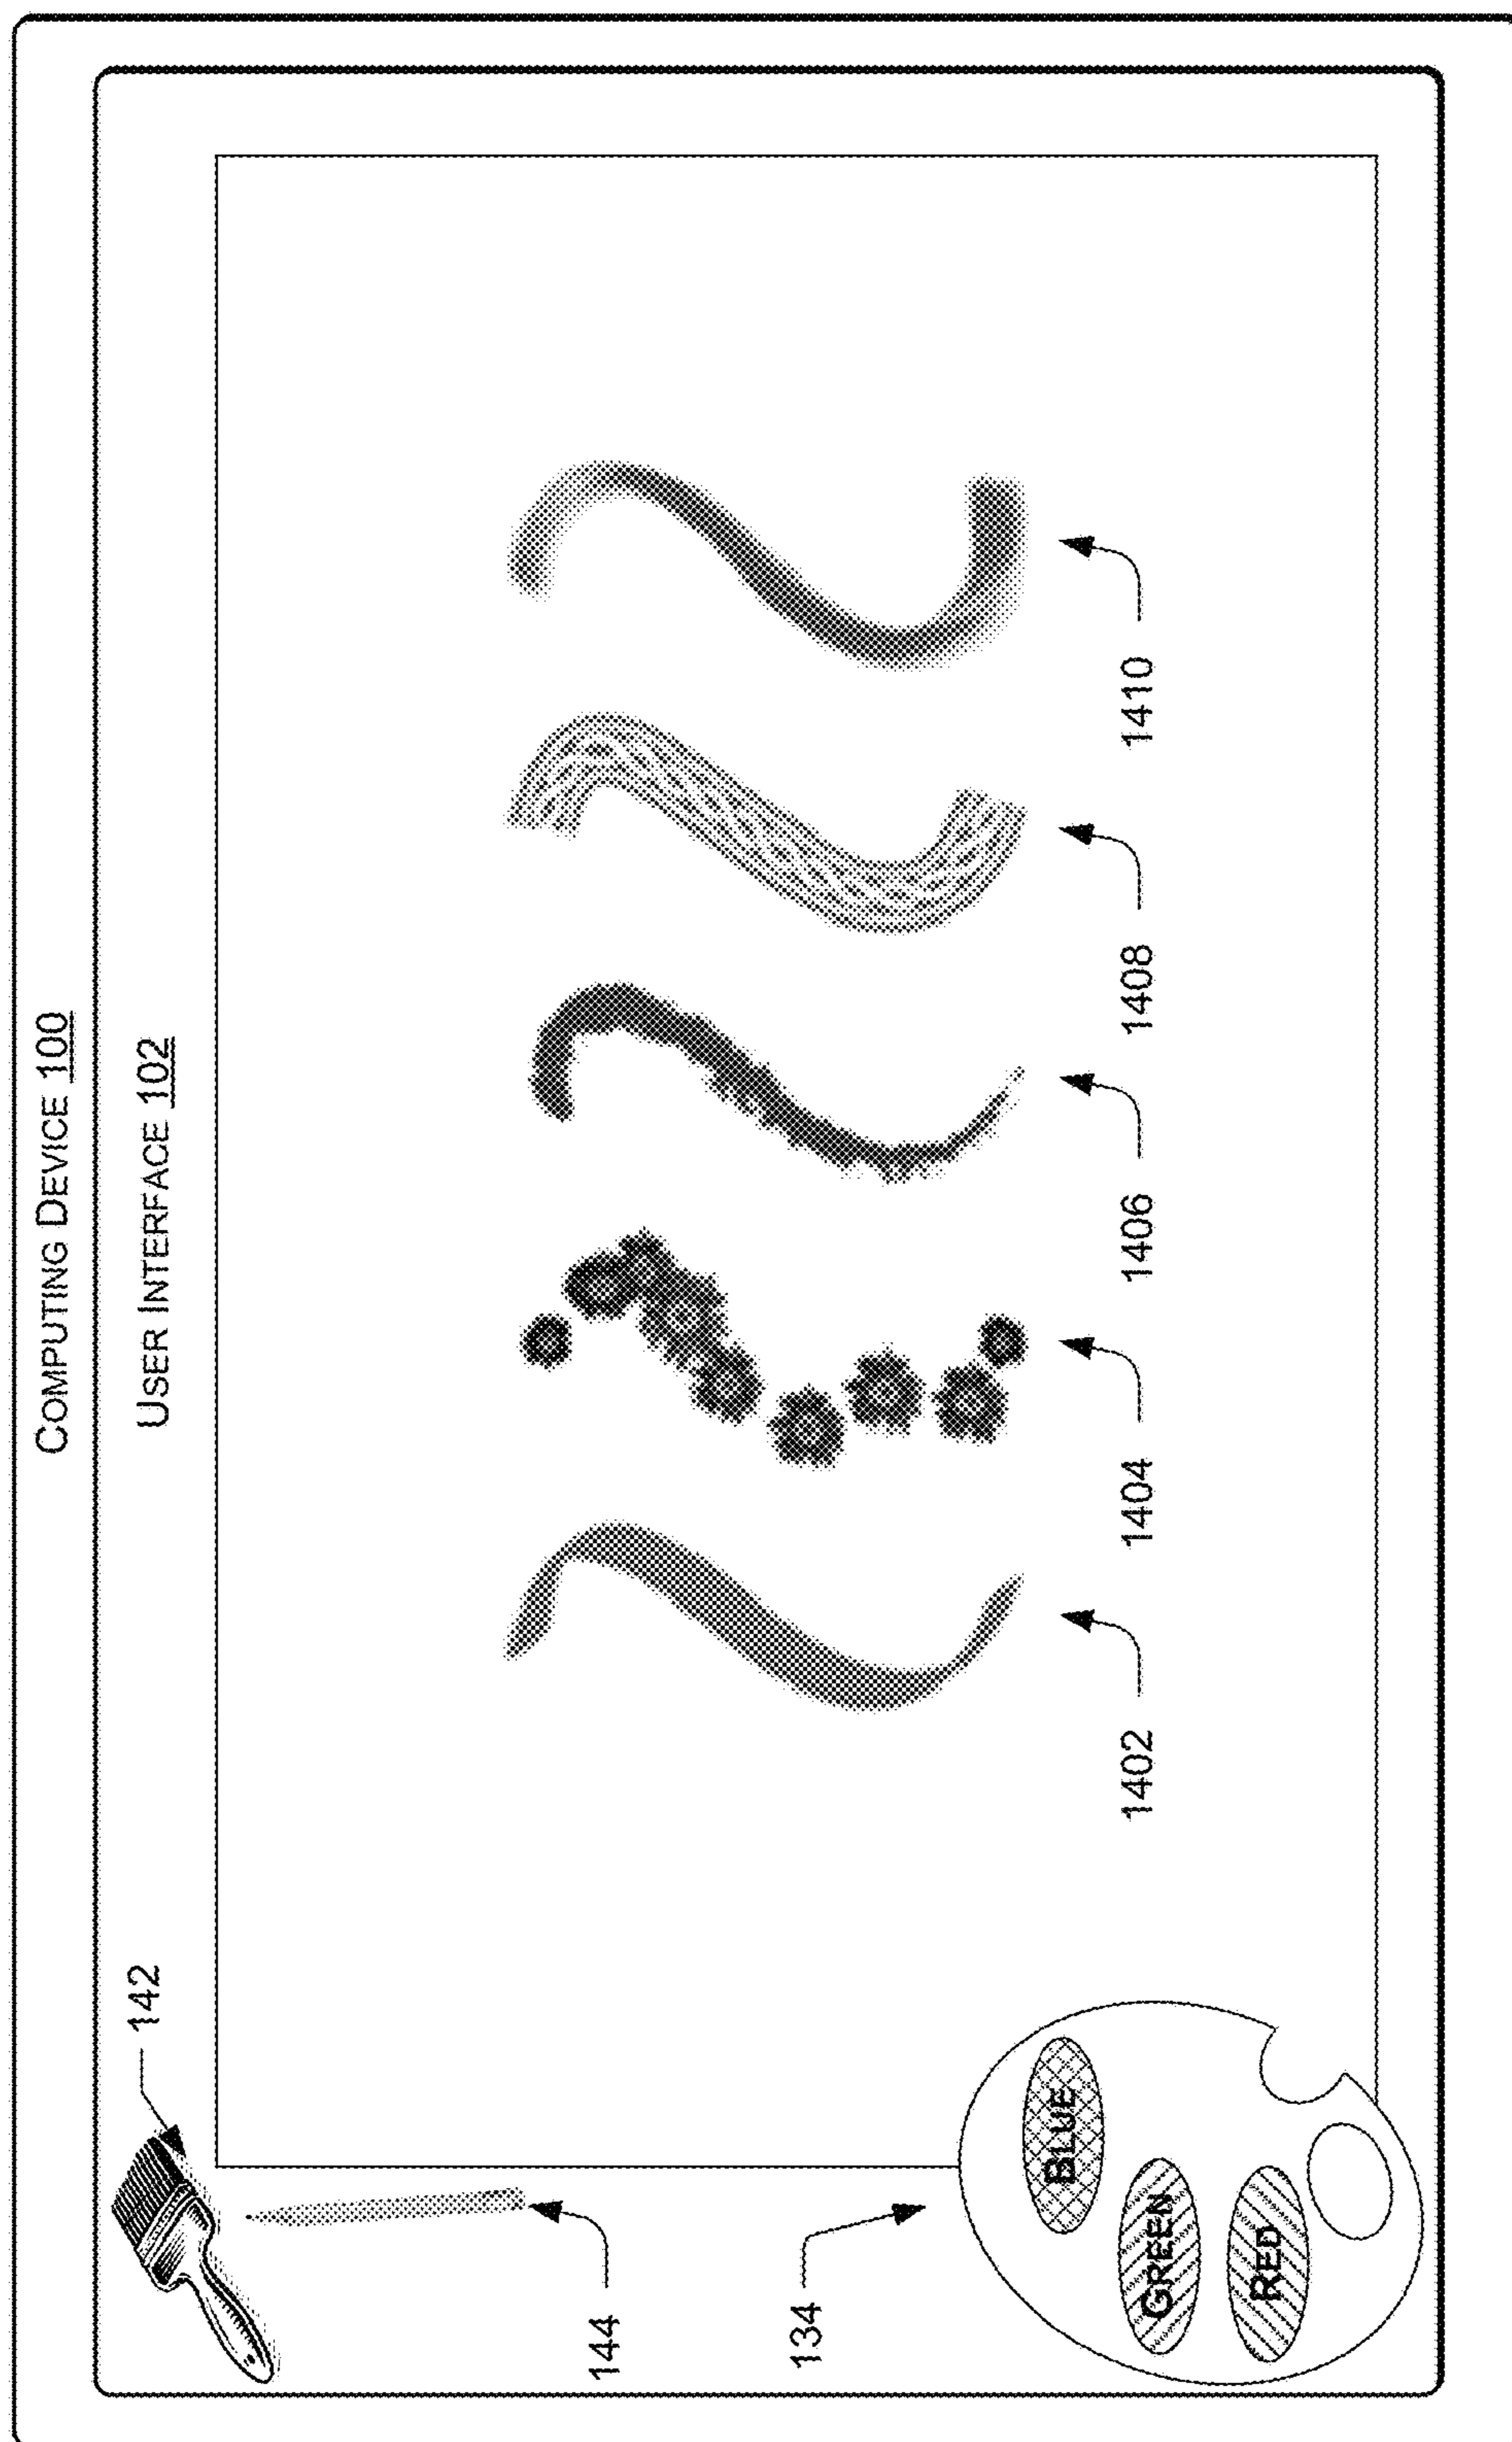 COMPUTING DEVICE 100
USER INTERFACE 102
142
144
134
BLUE
GREEN
RED
1402
1404
1406
1408
1410